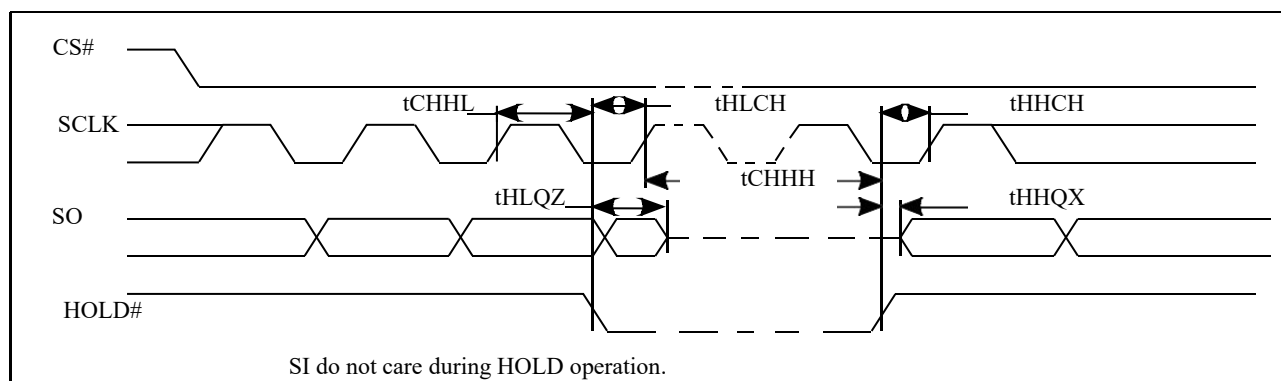 CS#
tCHHL
tHLCH
tHHCH
SCLK
tCHHH
tHLQZ
tHHQX
SO
HOLD#
SI do not care during HOLD operation.